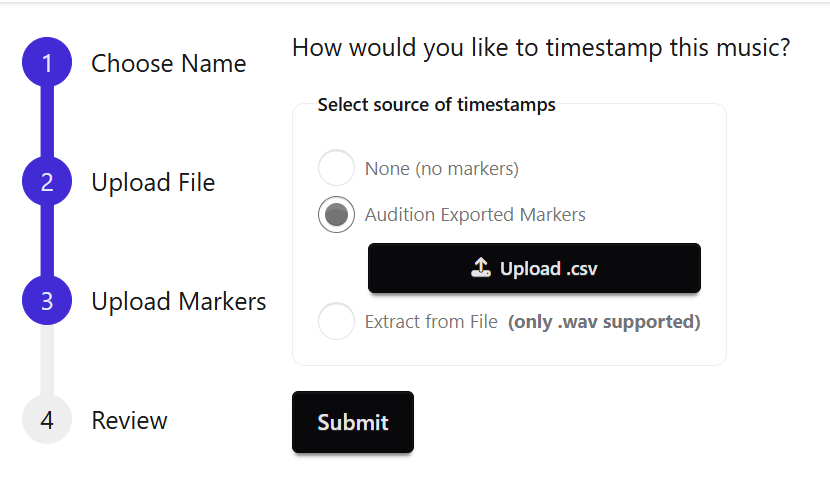 1 Choose Name
2 Upload File
3 Upload Markers
4 Review
How would you like to timestamp this music?
Select source of timestamps
None (no markers)
Audition Exported Markers
Upload .csv
Extract from File (only .wav supported)
Submit